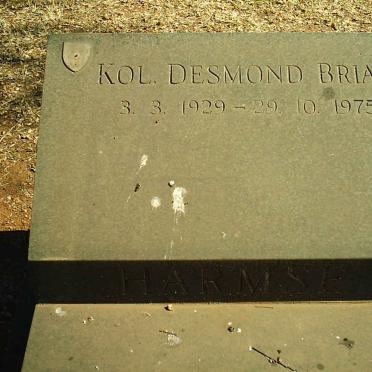 KOL. DESMOND BRIA
3. 3. 1929 – 29. 10. 1975
HARMSE